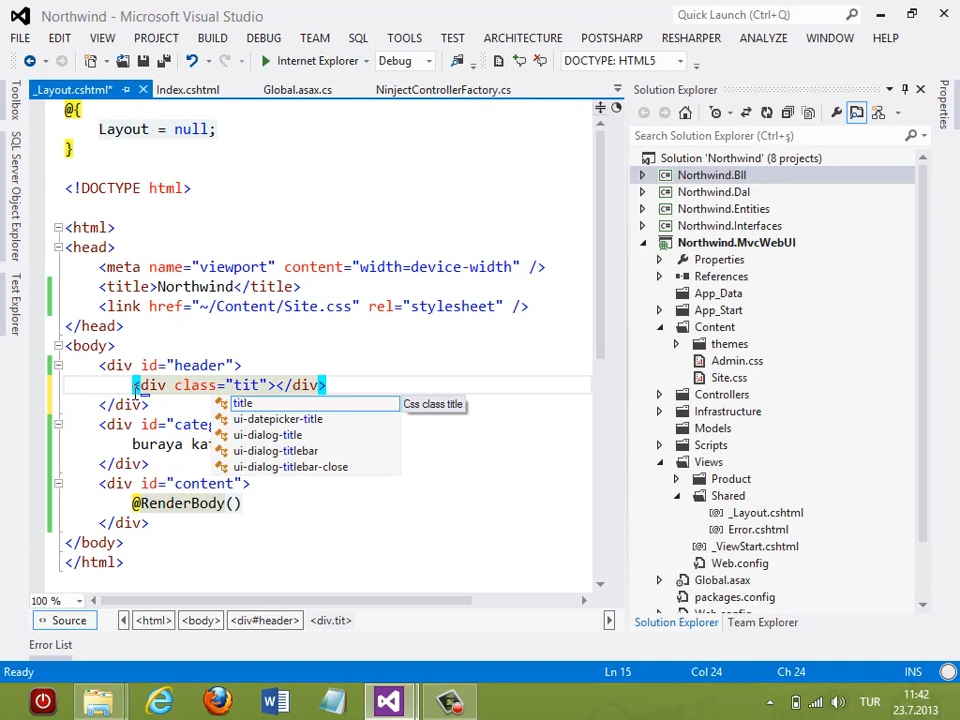 Northwind - Microsoft Visual Studio
Quick Launch (Ctrl+Q)
FILE EDIT VIEW PROJECT BUILD DEBUG TEAM SQL TOOLS TEST ARCHITECTURE POSTSHARP RESHARPER ANALYZE WINDOW HELP
Internet Explorer Debug DOCTYPE: HTML5
_Layout.cshtml* Index.cshtml Global.asax.cs NinjectControllerFactory.cs
Toolbox
SQL Server Object Explorer
Test Explorer
@{
Layout = null;
}
<!DOCTYPE html>
<html>
<head>
<meta name="viewport" content="width=device-width" />
<title>Northwind</title>
<link href="~/Content/Site.css" rel="stylesheet" />
</head>
<body>
<div id="header">
<div class="tit"></div>
</div>
<div id="cate
buraya ka
</div>
<div id="content">
@RenderBody()
</div>
</body>
</html>
title
ui-datepicker-title
ui-dialog-title
ui-dialog-titlebar
ui-dialog-titlebar-close
Css class title
100 %
Source <html> <body> <div#header> <div.tit>
Error List
Solution Explorer
Search Solution Explorer (Ctrl+ş)
Solution 'Northwind' (8 projects)
Northwind.Bll
Northwind.Dal
Northwind.Entities
Northwind.Interfaces
Northwind.MvcWebUI
Properties
References
App_Data
App_Start
Content
themes
Admin.css
Site.css
Controllers
Infrastructure
Models
Scripts
Views
Product
Shared
_Layout.cshtml
Error.cshtml
_ViewStart.cshtml
Web.config
Global.asax
packages.config
Solution Explorer Team Explorer
Properties
Ready Ln 15 Col 24 Ch 24 INS
TUR
11:42
23.7.2013